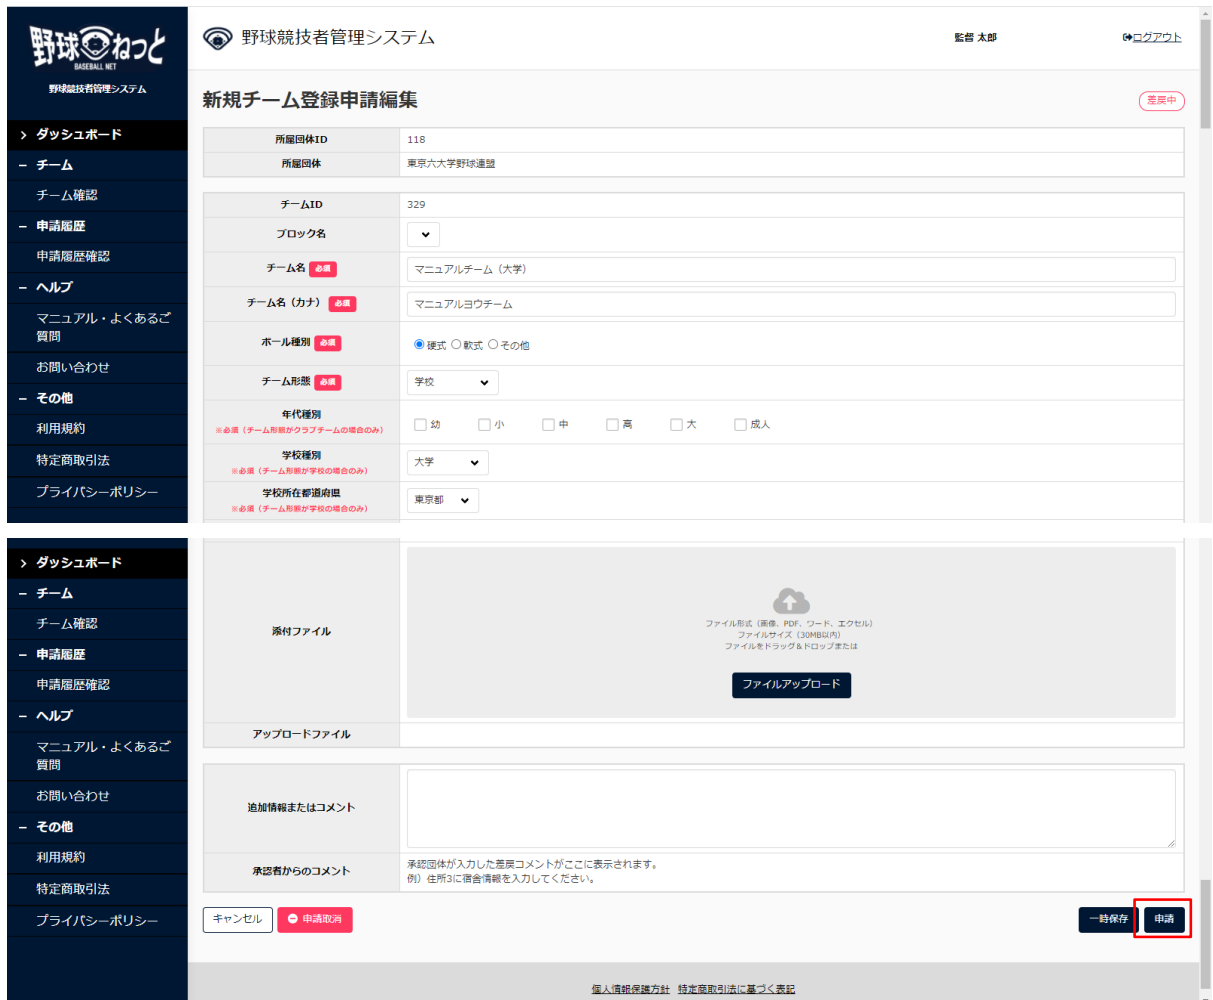 野球ねっと
BASEBALL NET
野球競技者管理システム
野球競技者管理システム
監督 太郎
ログアウト
新規チーム登録申請編集
差戻中
> ダッシュボード
− チーム
チーム確認
− 申請履歴
申請履歴確認
− ヘルプ
マニュアル・よくあるご
質問
お問い合わせ
− その他
利用規約
特定商取引法
プライバシーポリシー
所属団体ID 118
所属団体 東京六大学野球連盟
チームID 329
ブロック名
チーム名 必須 マニュアルチーム（大学）
チーム名（カナ） 必須 マニュアルヨウチーム
ボール種別 必須 硬式 軟式 その他
チーム形態 必須 学校
年代種別
※必須（チーム形態がクラブチームの場合のみ）
幼 小 中 高 大 成人
学校種別
※必須（チーム形態が学校の場合のみ）
大学
学校所在都道府県
※必須（チーム形態が学校の場合のみ）
東京都
> ダッシュボード
− チーム
チーム確認
− 申請履歴
申請履歴確認
− ヘルプ
マニュアル・よくあるご
質問
お問い合わせ
− その他
利用規約
特定商取引法
プライバシーポリシー
添付ファイル
ファイル形式（画像、PDF、ワード、エクセル）
ファイルサイズ（30MB以内）
ファイルをドラッグ＆ドロップまたは
ファイルアップロード
アップロードファイル
追加情報またはコメント
承認者からのコメント
承認団体が入力した差戻コメントがここに表示されます。
例）住所3に宿舎情報を入力してください。
キャンセル 申請取消 一時保存 申請
個人情報保護方針 特定商取引法に基づく表記